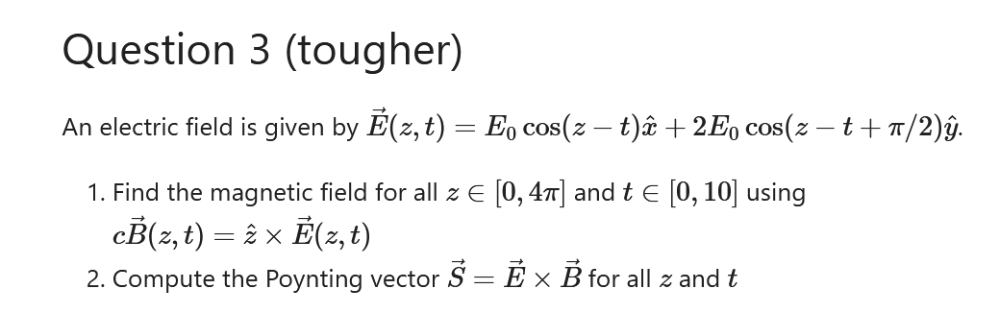 Question 3 (tougher)
An electric field is given by $\vec{E}(z,t) = E_0 \cos(z-t)\hat{x} + 2E_0 \cos(z-t+\pi/2)\hat{y}$.
1. Find the magnetic field for all $z \in [0, 4\pi]$ and $t \in [0, 10]$ using
$c\vec{B}(z,t) = \hat{z} \times \vec{E}(z,t)$
2. Compute the Poynting vector $\vec{S} = \vec{E} \times \vec{B}$ for all $z$ and $t$